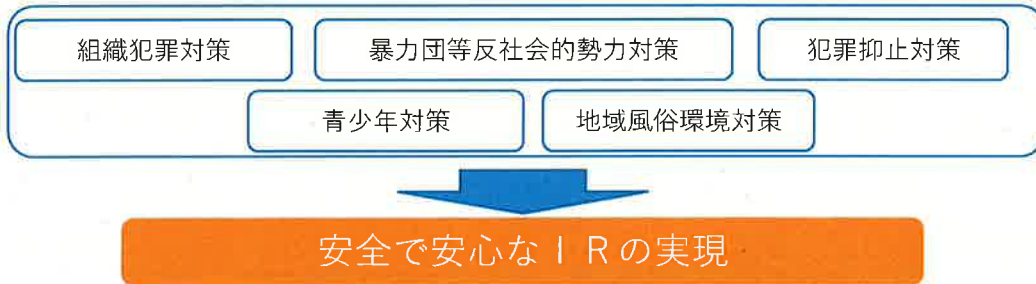 組織犯罪対策
暴力団等反社会的勢力対策
犯罪抑止対策
青少年対策
地域風俗環境対策
安全で安心なIRの実現